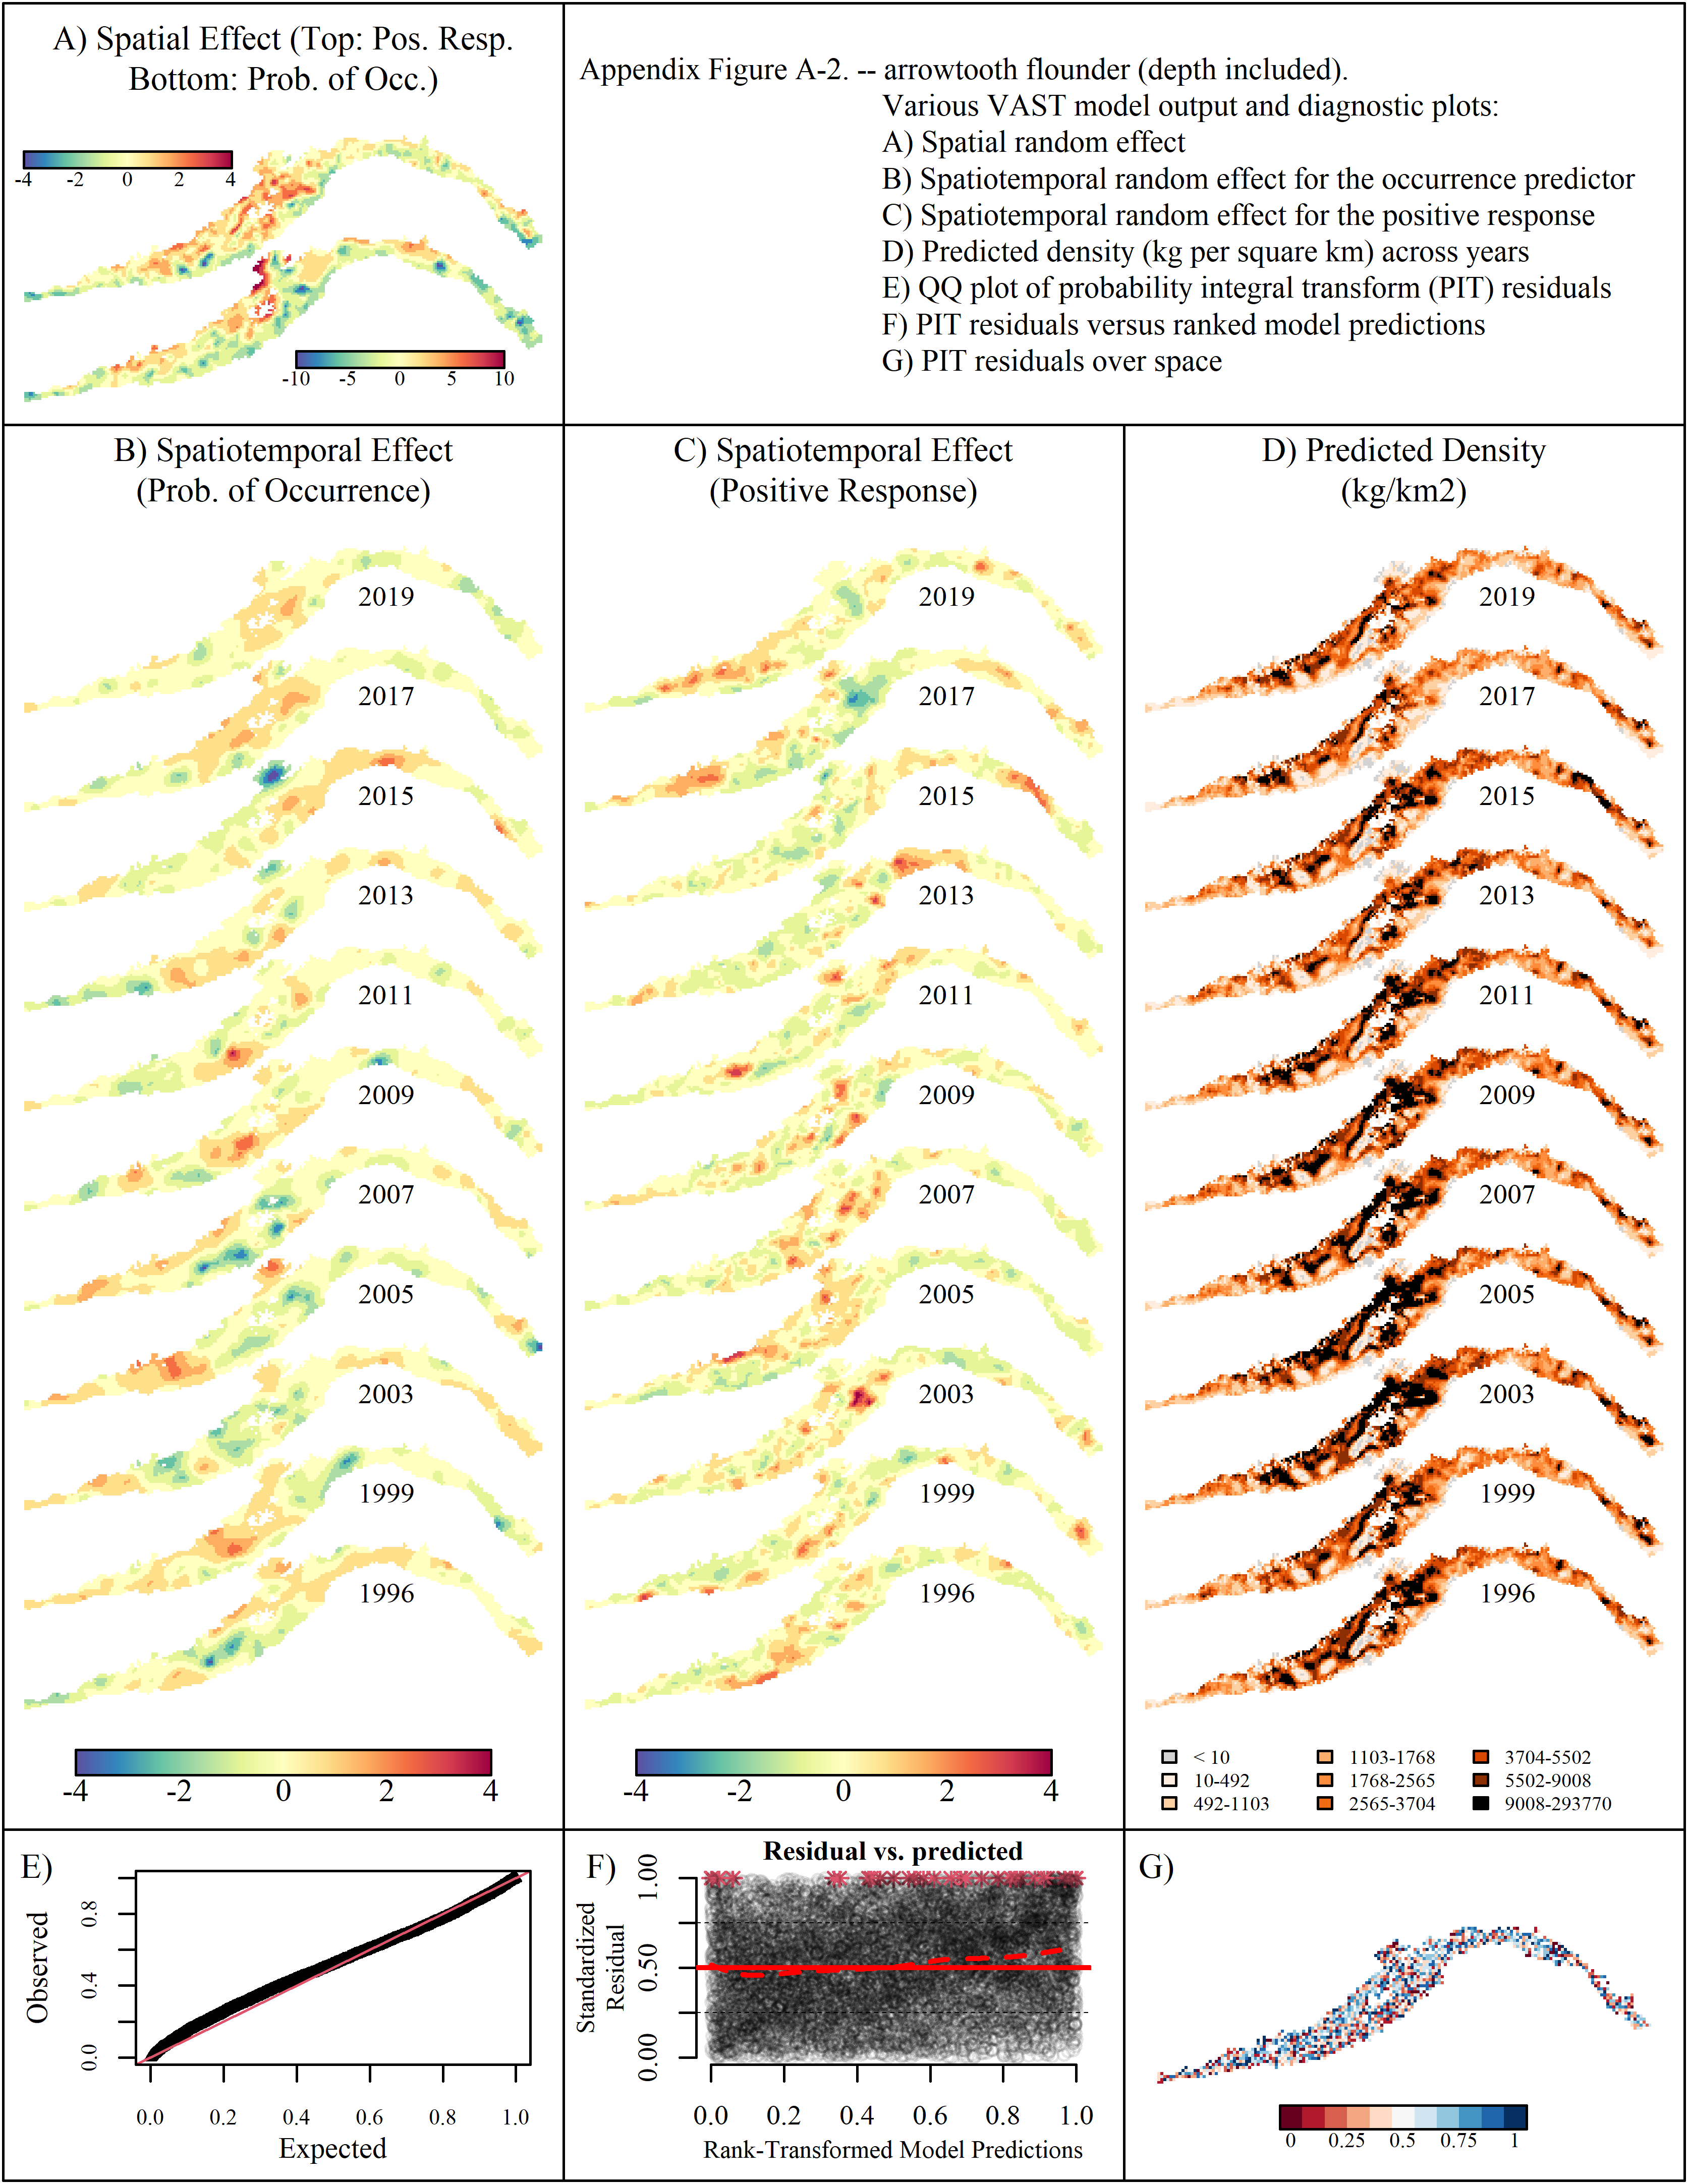 A) Spatial Effect (Top: Pos. Resp.
Bottom: Prob. of Occ.)
-4 -2 0 2 4
-10 -5 0 5 10
Appendix Figure A-2. -- arrowtooth flounder (depth included).
Various VAST model output and diagnostic plots:
A) Spatial random effect
B) Spatiotemporal random effect for the occurrence predictor
C) Spatiotemporal random effect for the positive response
D) Predicted density (kg per square km) across years
E) QQ plot of probability integral transform (PIT) residuals
F) PIT residuals versus ranked model predictions
G) PIT residuals over space
B) Spatiotemporal Effect
(Prob. of Occurrence)
2019
2017
2015
2013
2011
2009
2007
2005
2003
1999
1996
-4 -2 0 2 4
C) Spatiotemporal Effect
(Positive Response)
2019
2017
2015
2013
2011
2009
2007
2005
2003
1999
1996
-4 -2 0 2 4
D) Predicted Density
(kg/km2)
2019
2017
2015
2013
2011
2009
2007
2005
2003
1999
1996
< 10
10-492
492-1103
1103-1768
1768-2565
2565-3704
3704-5502
5502-9008
9008-293770
E)
Observed
0.0 0.4 0.8
0.0 0.2 0.4 0.6 0.8 1.0
Expected
F)
Residual vs. predicted
Standardized
Residual
0.00 0.50 1.00
0.0 0.2 0.4 0.6 0.8 1.0
Rank-Transformed Model Predictions
G)
0 0.25 0.5 0.75 1